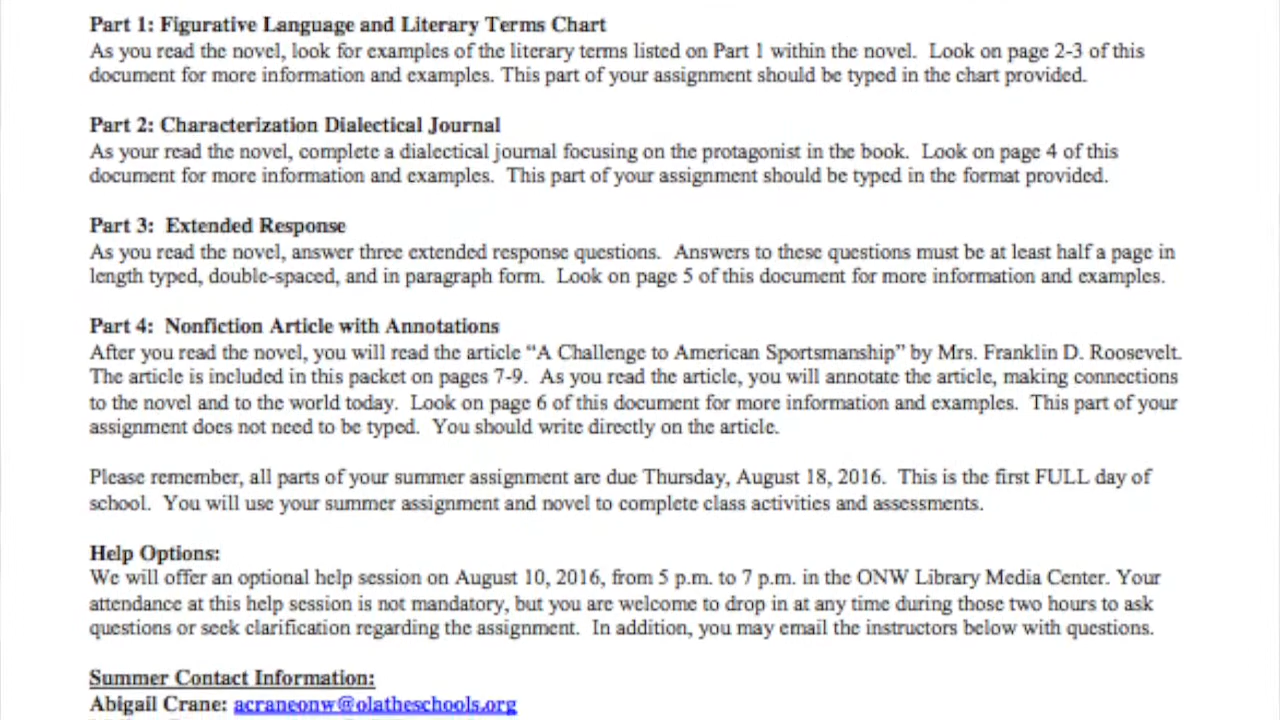 Part 1: Figurative Language and Literary Terms Chart
As you read the novel, look for examples of the literary terms listed on Part 1 within the novel.  Look on page 2-3 of this
document for more information and examples. This part of your assignment should be typed in the chart provided.
Part 2: Characterization Dialectical Journal
As your read the novel, complete a dialectical journal focusing on the protagonist in the book.  Look on page 4 of this
document for more information and examples.  This part of your assignment should be typed in the format provided.
Part 3:  Extended Response
As you read the novel, answer three extended response questions.  Answers to these questions must be at least half a page in
length typed, double-spaced, and in paragraph form.  Look on page 5 of this document for more information and examples.
Part 4:  Nonfiction Article with Annotations
After you read the novel, you will read the article “A Challenge to American Sportsmanship” by Mrs. Franklin D. Roosevelt.
The article is included in this packet on pages 7-9.  As you read the article, you will annotate the article, making connections
to the novel and to the world today.  Look on page 6 of this document for more information and examples.  This part of your
assignment does not need to be typed.  You should write directly on the article.
Please remember, all parts of your summer assignment are due Thursday, August 18, 2016.  This is the first FULL day of
school.  You will use your summer assignment and novel to complete class activities and assessments.
Help Options:
We will offer an optional help session on August 10, 2016, from 5 p.m. to 7 p.m. in the ONW Library Media Center. Your
attendance at this help session is not mandatory, but you are welcome to drop in at any time during those two hours to ask
questions or seek clarification regarding the assignment.  In addition, you may email the instructors below with questions.
Summer Contact Information:
Abigail Crane: acraneonw@olatheschools.org